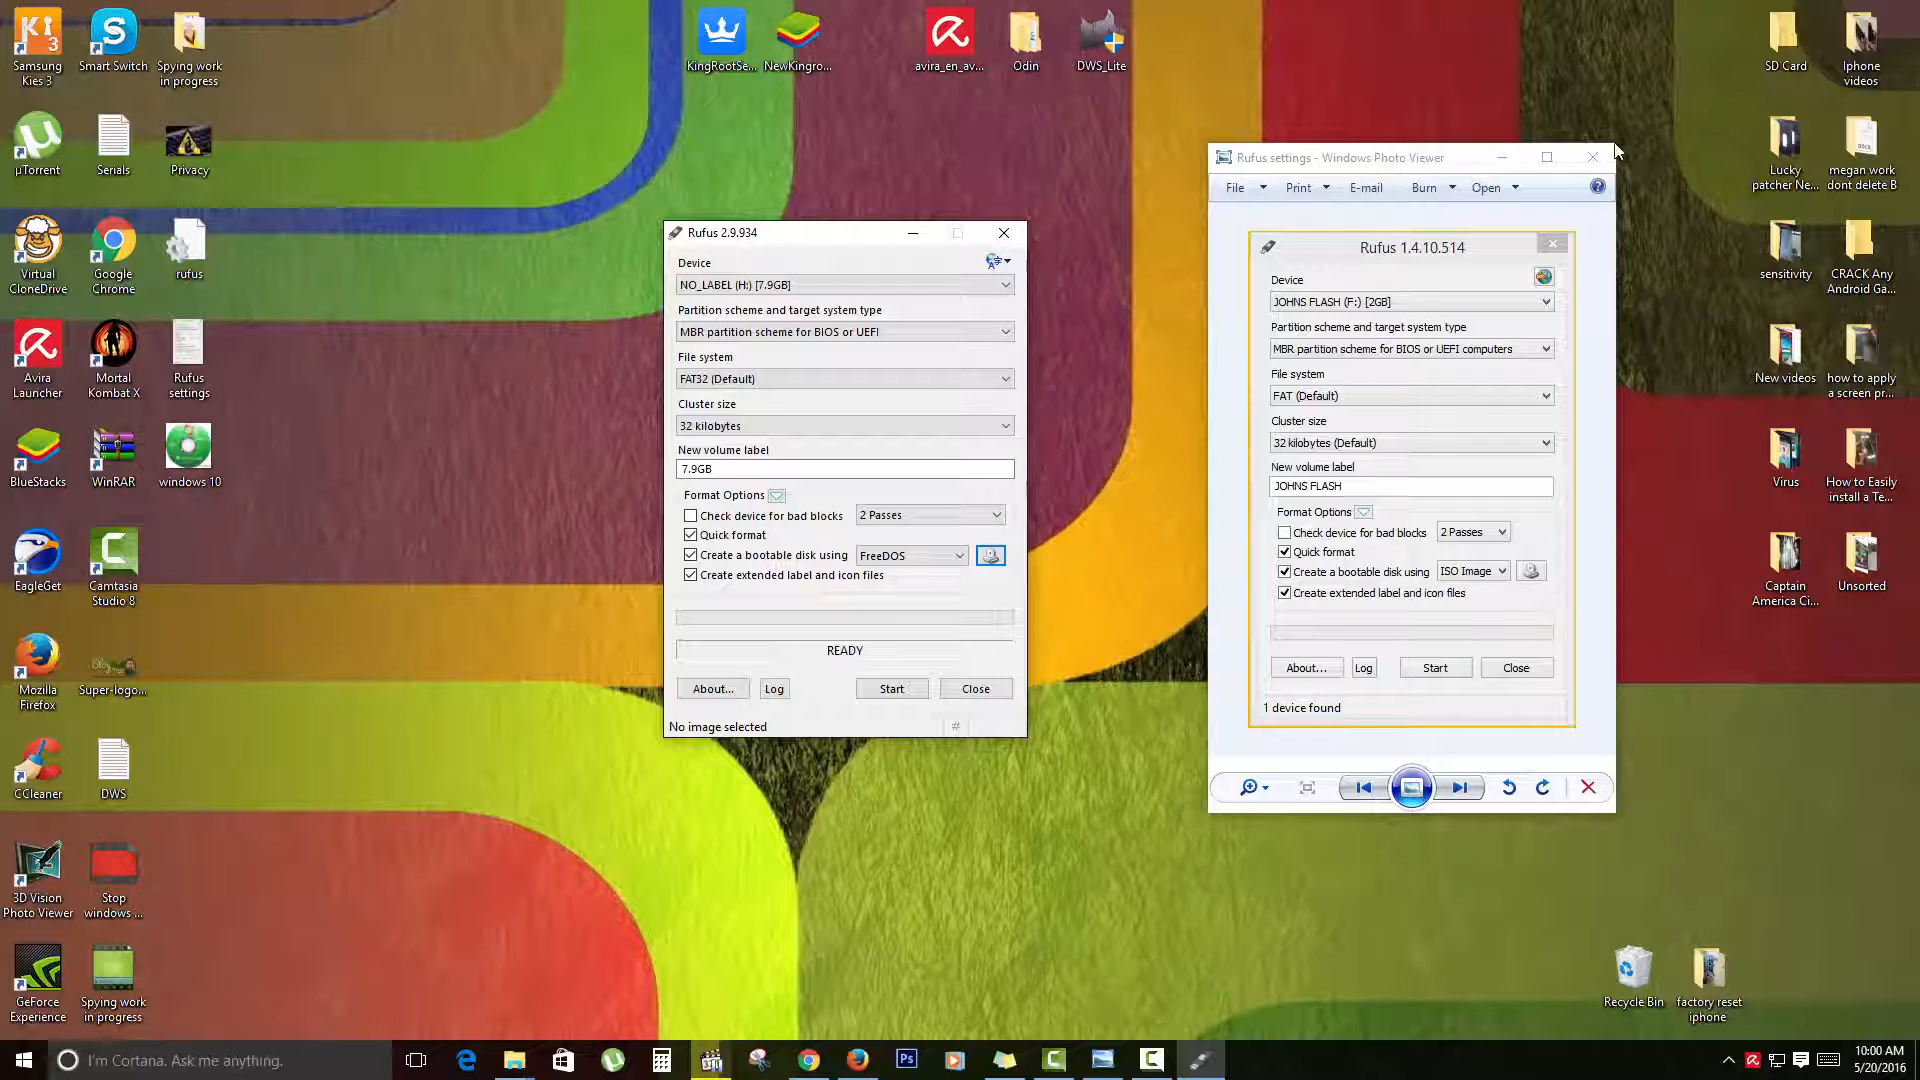 Samsung
Kies 3
Smart Switch
Spying work
in progress
KingRootSe...
NewKingro...
avira_en_av...
Odin
DWS_Lite
SD Card
Iphone
videos
µTorrent
Serials
Privacy
Lucky
patcher Ne...
megan work
dont delete B
Virtual
CloneDrive
Google
Chrome
rufus
sensitivity
CRACK Any
Android Ga...
Avira
Launcher
Mortal
Kombat X
Rufus
settings
New videos
how to apply
a screen pr...
BlueStacks
WinRAR
windows 10
Virus
How to Easily
install a Te...
EagleGet
Camtasia
Studio 8
Captain
America Ci...
Unsorted
Mozilla
Firefox
Super-logo...
CCleaner
DWS
3D Vision
Photo Viewer
Stop
windows ...
GeForce
Experience
Spying work
in progress
Recycle Bin
factory reset
iphone
Rufus 2.9.934
Device
NO_LABEL (H:) [7.9GB]
Partition scheme and target system type
MBR partition scheme for BIOS or UEFI
File system
FAT32 (Default)
Cluster size
32 kilobytes
New volume label
7.9GB
Format Options
Check device for bad blocks
2 Passes
Quick format
Create a bootable disk using
FreeDOS
Create extended label and icon files
READY
About...
Log
Start
Close
No image selected
#
Rufus settings - Windows Photo Viewer
File
Print
E-mail
Burn
Open
Rufus 1.4.10.514
Device
JOHNS FLASH (F:) [2GB]
Partition scheme and target system type
MBR partition scheme for BIOS or UEFI computers
File system
FAT (Default)
Cluster size
32 kilobytes (Default)
New volume label
JOHNS FLASH
Format Options
Check device for bad blocks
2 Passes
Quick format
Create a bootable disk using
ISO Image
Create extended label and icon files
About...
Log
Start
Close
1 device found
I'm Cortana. Ask me anything.
Ps
10:00 AM
5/20/2016